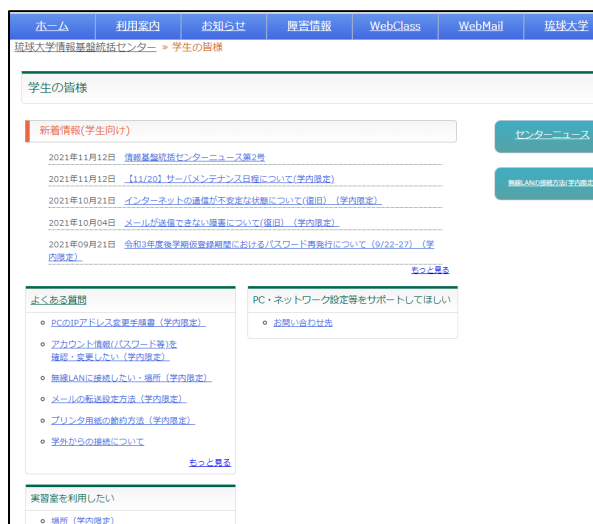 ホーム 利用案内 お知らせ 障害情報 WebClass WebMail 琉球大学
琉球大学情報基盤統括センター » 学生の皆様
学生の皆様
新着情報(学生向け)
2021年11月12日 情報基盤統括センターニュース第2号
2021年11月12日 【11/20】サーバメンテナンス日程について(学内限定)
2021年10月21日 インターネットの通信が不安定な状態について(復旧)（学内限定）
2021年10月04日 メールが送信できない障害について(復旧)（学内限定）
2021年09月21日 令和3年度後学期仮登録期間におけるパスワード再発行について（9/22-27）（学
内限定）
もっと見る
センターニュース
無線LANの接続方法(学内限定)
よくある質問
PCのIPアドレス変更手順書（学内限定）
アカウント情報(パスワード等)を
確認・変更したい（学内限定）
無線LANに接続したい・場所（学内限定）
メールの転送設定方法（学内限定）
プリンタ用紙の節約方法（学内限定）
学外からの接続について
もっと見る
PC・ネットワーク設定等をサポートしてほしい
お問い合わせ先
実習室を利用したい
場所（学内限定）